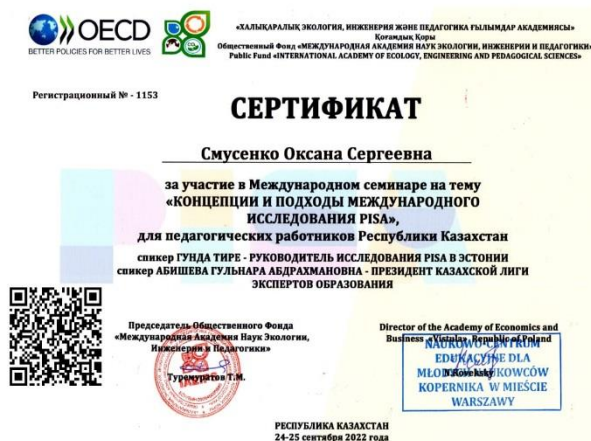 OECD
BETTER POLICIES FOR BETTER LIVES
«ХАЛЫҚАРАЛЫҚ ЭКОЛОГИЯ, ИНЖЕНЕРИЯ ЖӘНЕ ПЕДАГОГИКА ҒЫЛЫМДАР АКАДЕМИЯСЫ»
Қоғамдық Қоры
Общественный Фонд «МЕЖДУНАРОДНАЯ АКАДЕМИЯ НАУК ЭКОЛОГИИ, ИНЖЕНЕРИИ И ПЕДАГОГИКИ»
Public Fund «INTERNATIONAL ACADEMY OF ECOLOGY, ENGINEERING AND PEDAGOGICAL SCIENCES»
Регистрационный № - 1153
СЕРТИФИКАТ
Смусенко Оксана Сергеевна
за участие в Международном семинаре на тему
«КОНЦЕПЦИИ И ПОДХОДЫ МЕЖДУНАРОДНОГО
ИССЛЕДОВАНИЯ PISA»,
для педагогических работников Республики Казахстан
спикер ГУНДА ТИРЕ - РУКОВОДИТЕЛЬ ИССЛЕДОВАНИЯ PISA В ЭСТОНИИ
спикер АБИШЕВА ГУЛЬНАРА АБДРАХМАНОВНА - ПРЕЗИДЕНТ КАЗАХСКОЙ ЛИГИ
ЭКСПЕРТОВ ОБРАЗОВАНИЯ
Председатель Общественного Фонда
«Международная Академия Наук Экологии,
Инженерии и Педагогики»
Туремуратов Т.М.
Director of the Academy of Economics and
Business «Vistula», Republic of Poland
NAUKOWO-CENTRUM
EDUKACYJNE DLA
KOPERNIKA W MIEŚCIE
WARSZAWY
РЕСПУБЛИКА КАЗАХСТАН
24-25 сентября 2022 года